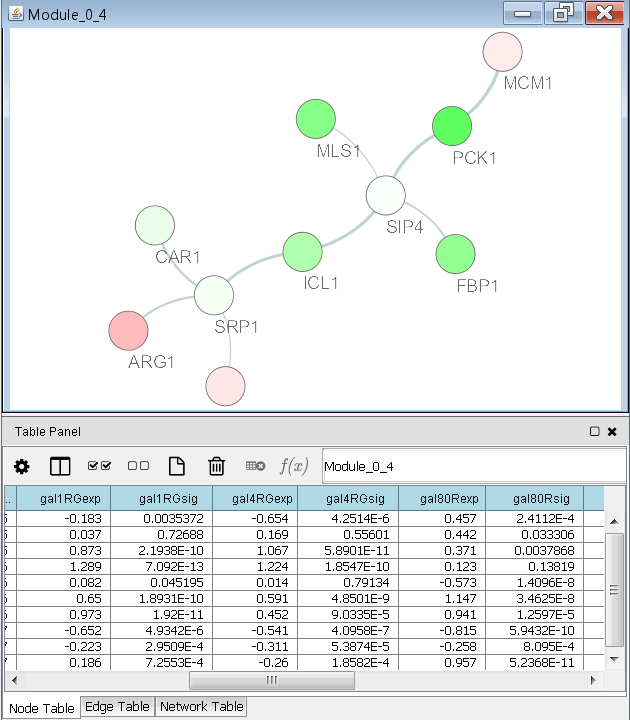 Module_0_4
MCM1
MLS1
PCK1
SIP4
CAR1
ICL1
FBP1
SRP1
ARG1
Table Panel
f(x)
Module_0_4
.. gal1RGexp gal1RGsig gal4RGexp gal4RGsig gal80Rexp gal80Rsig
-0.183 0.0035372 -0.654 4.2514E-6 0.457 2.4112E-4
0.037 0.72688 0.169 0.55601 0.442 0.033306
0.873 2.1938E-10 1.067 5.8901E-11 0.371 0.0037868
1.289 7.092E-13 1.224 1.8547E-10 0.123 0.13819
0.082 0.045195 0.014 0.79134 -0.573 1.4096E-8
0.65 1.8931E-10 0.591 4.8501E-9 1.147 3.4625E-8
0.973 1.92E-11 0.452 9.0335E-5 0.941 1.2597E-5
-0.652 4.9342E-6 -0.541 4.0958E-7 -0.815 5.9432E-10
-0.223 2.9509E-4 -0.311 5.3874E-5 -0.258 8.095E-4
0.186 7.2553E-4 -0.26 1.8582E-4 0.957 5.2368E-11
Node Table Edge Table Network Table